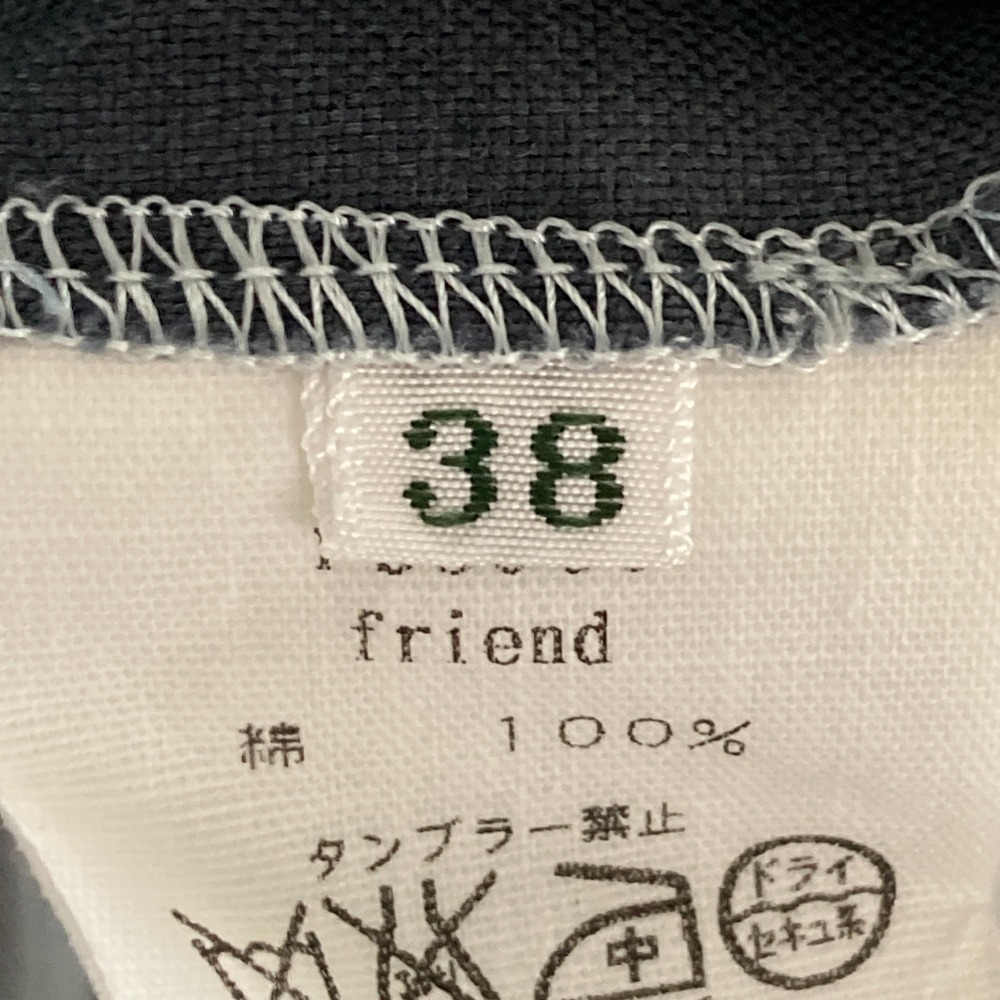 38
friend
綿 100%
タンブラー禁止
ドライ
セキユ系
中